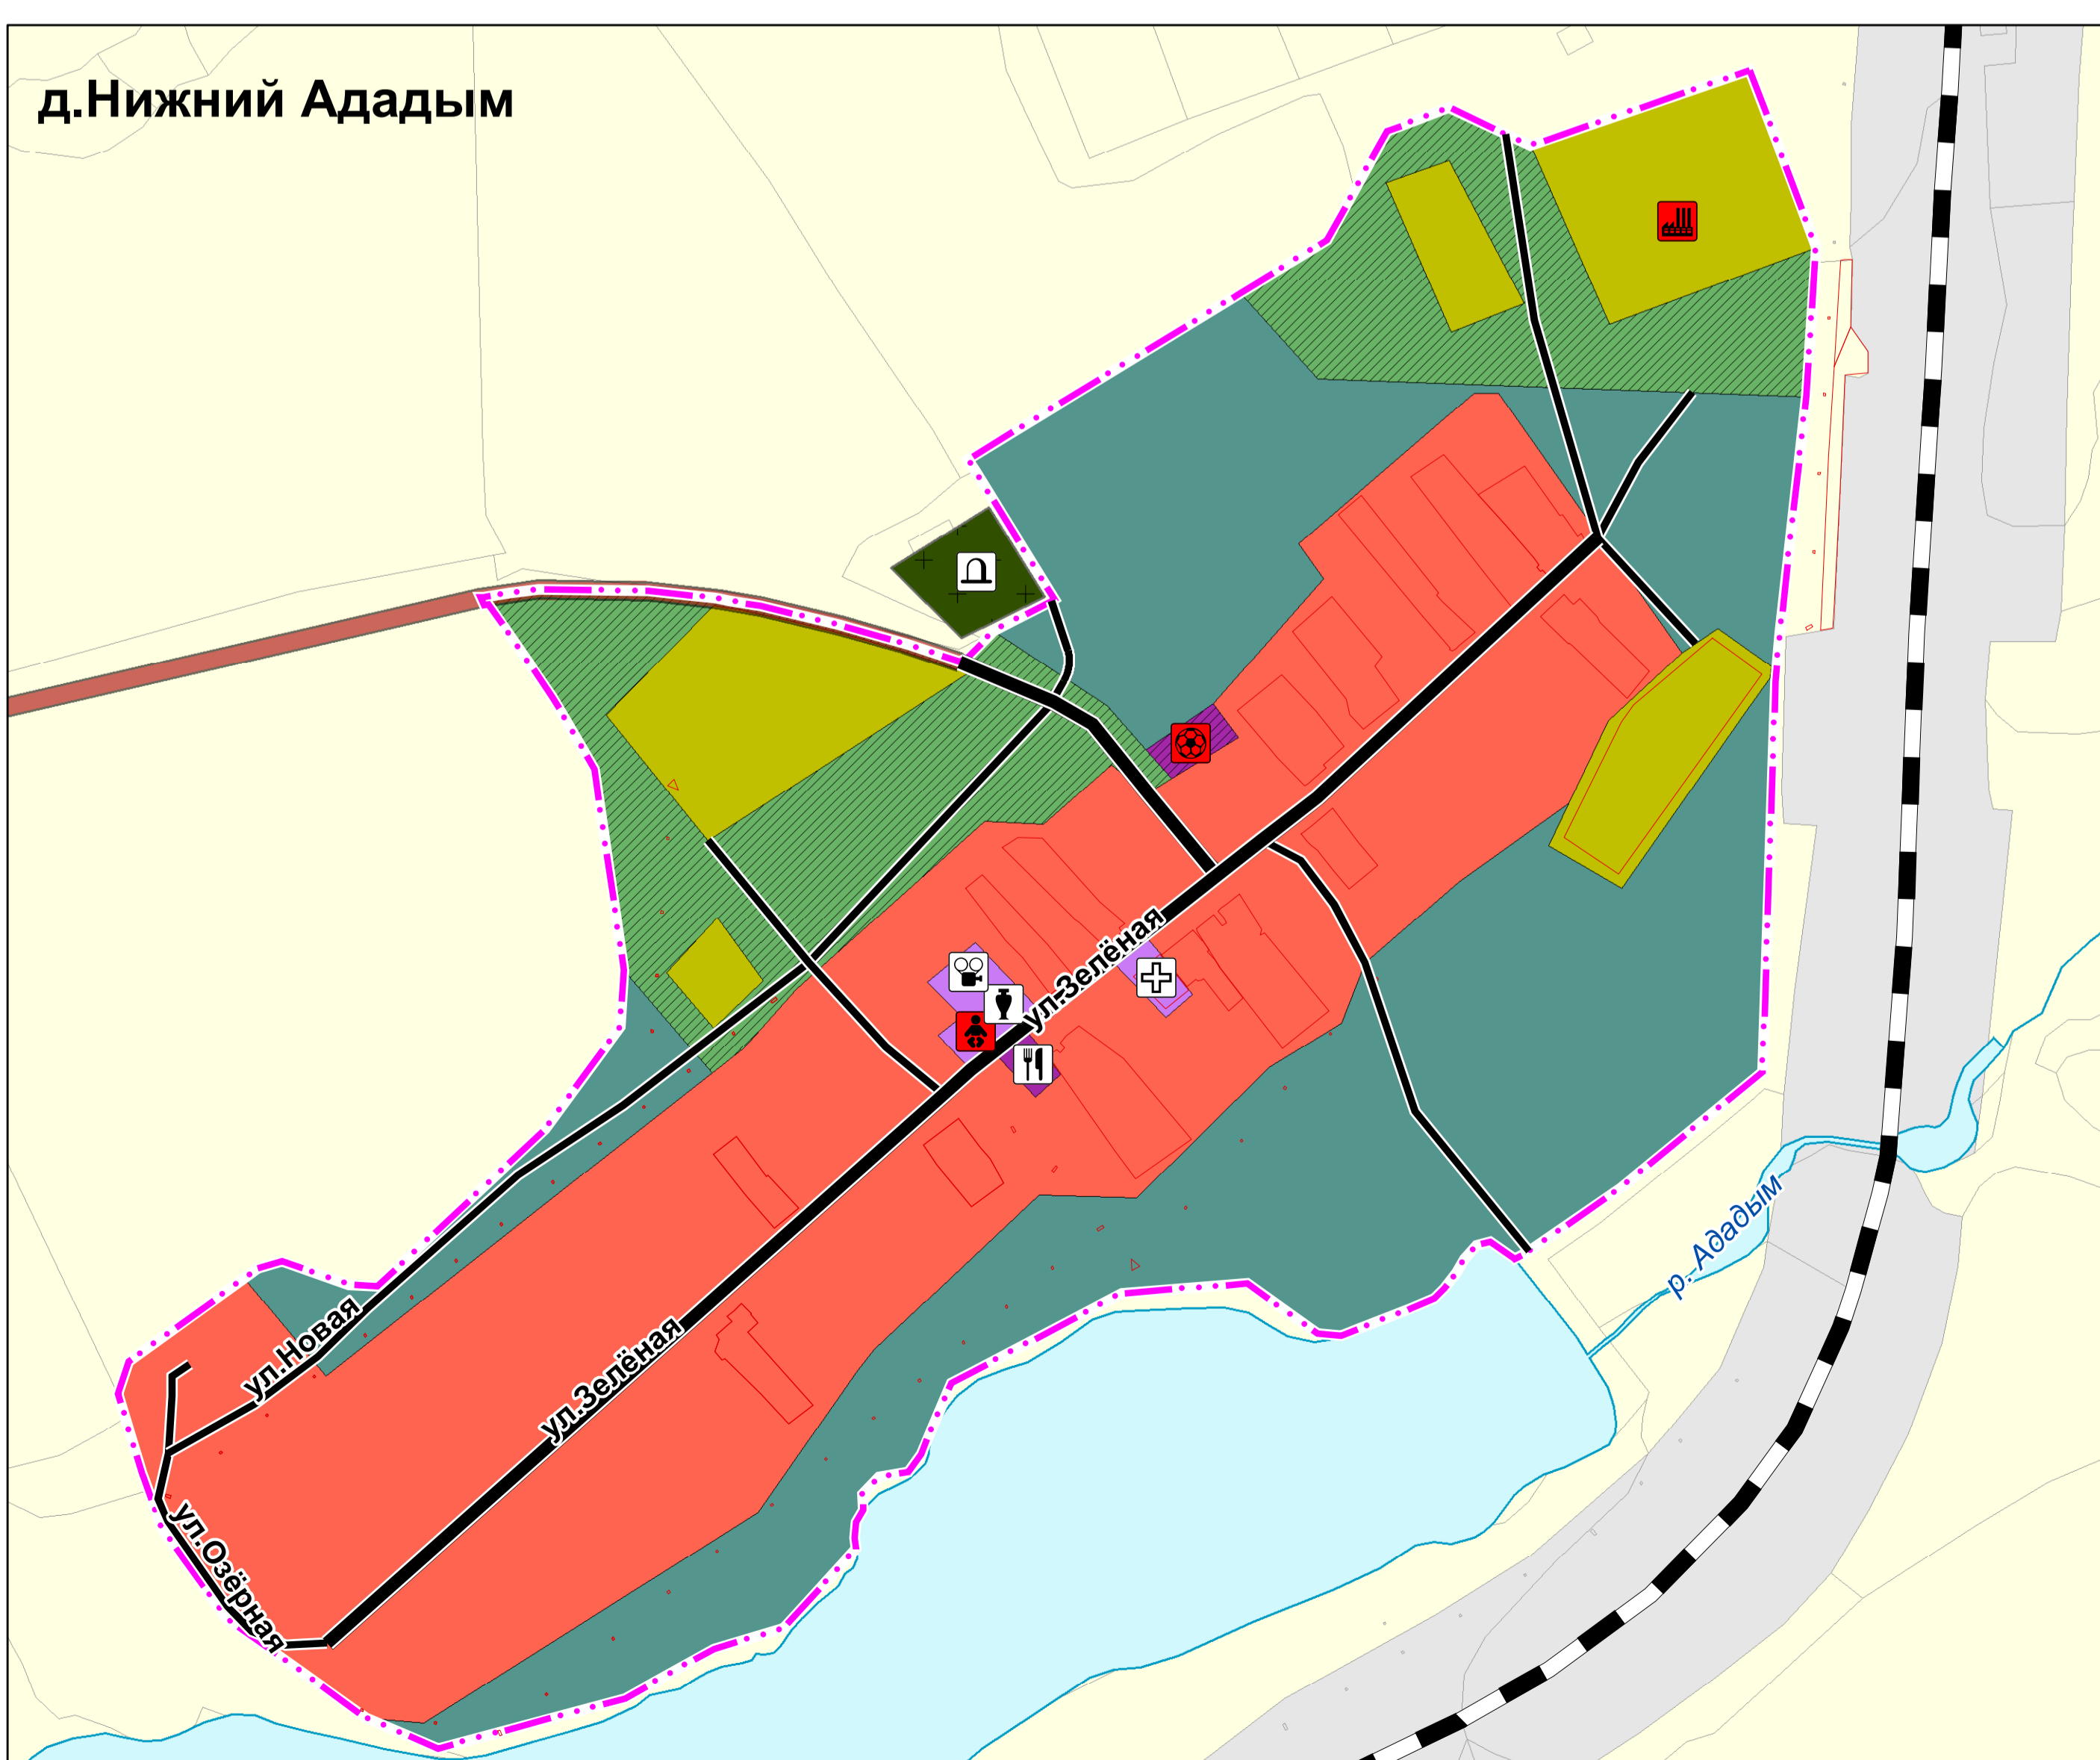 д.Нижний Ададым
ул.Зелёная
р. Ададым
ул.Новая
ул.Зелёная
ул.Озёрная